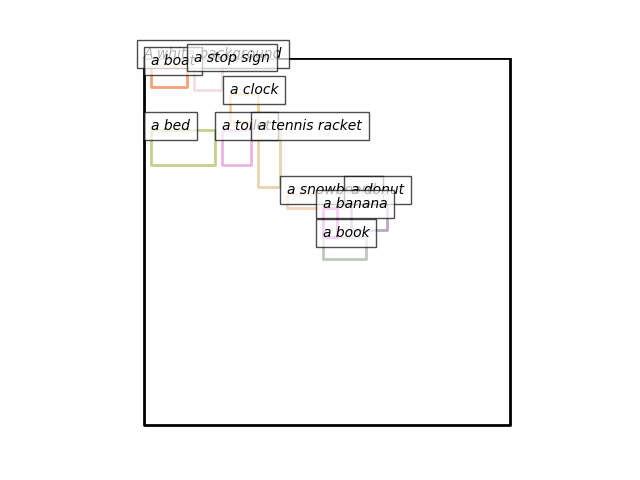 A white background
a boat
a stop sign
a clock
a bed
a toilet
a tennis racket
a snowboard
a donut
a banana
a book